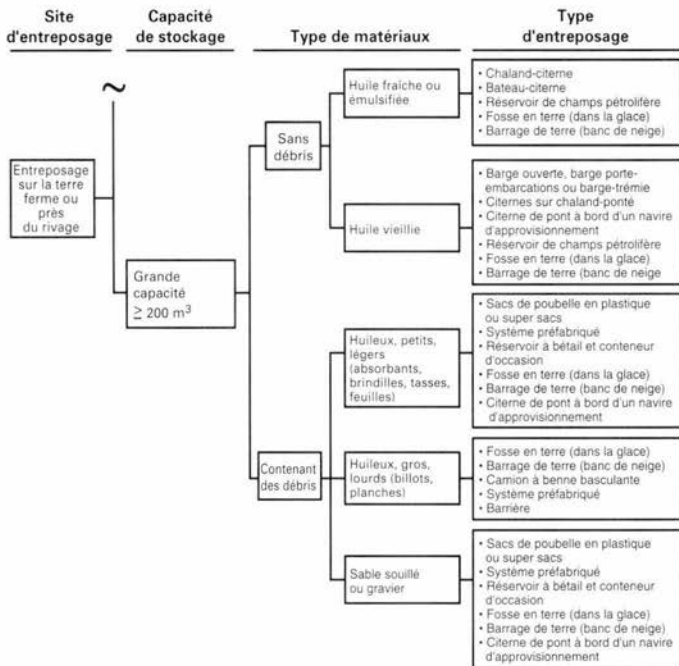 Site
d'entreposage
Capacité
de stockage
Type de matériaux
Type
d'entreposage
~
Entreposage
sur la terre
ferme ou
près
du rivage
Grande
capacité
≥ 200 m³
Sans
débris
Huile fraîche ou
émulsifiée
• Chaland-citerne
• Bateau-citerne
• Réservoir de champs pétrolifère
• Fosse en terre (dans la glace)
• Barrage de terre (banc de neige)
Huile vieillie
• Barge ouverte, barge porte-
embarcations ou barge-trémie
• Citernes sur chaland-ponté
• Citerne de pont à bord d'un navire
d'approvisionnement
• Réservoir de champs pétrolifère
• Fosse en terre (dans la glace)
• Barrage de terre (banc de neige
Contenant
des débris
Huileux, petits,
légers
(absorbants,
brindilles, tasses,
feuilles)
• Sacs de poubelle en plastique
ou super sacs
• Système préfabriqué
• Réservoir à bétail et conteneur
d'occasion
• Fosse en terre (dans la glace)
• Barrage de terre (banc de neige)
• Citerne de pont à bord d'un navire
d'approvisionnement
Huileux, gros,
lourds (billots,
planches)
• Fosse en terre (dans la glace)
• Barrage de terre (banc de neige)
• Camion à benne basculante
• Système préfabriqué
• Barrière
Sable souillé
ou gravier
• Sacs de poubelle en plastique
ou super sacs
• Système préfabriqué
• Réservoir à bétail et conteneur
d'occasion
• Fosse en terre (dans la glace)
• Barrage de terre (banc de neige)
• Citerne de pont à bord d'un navire
d'approvisionnement